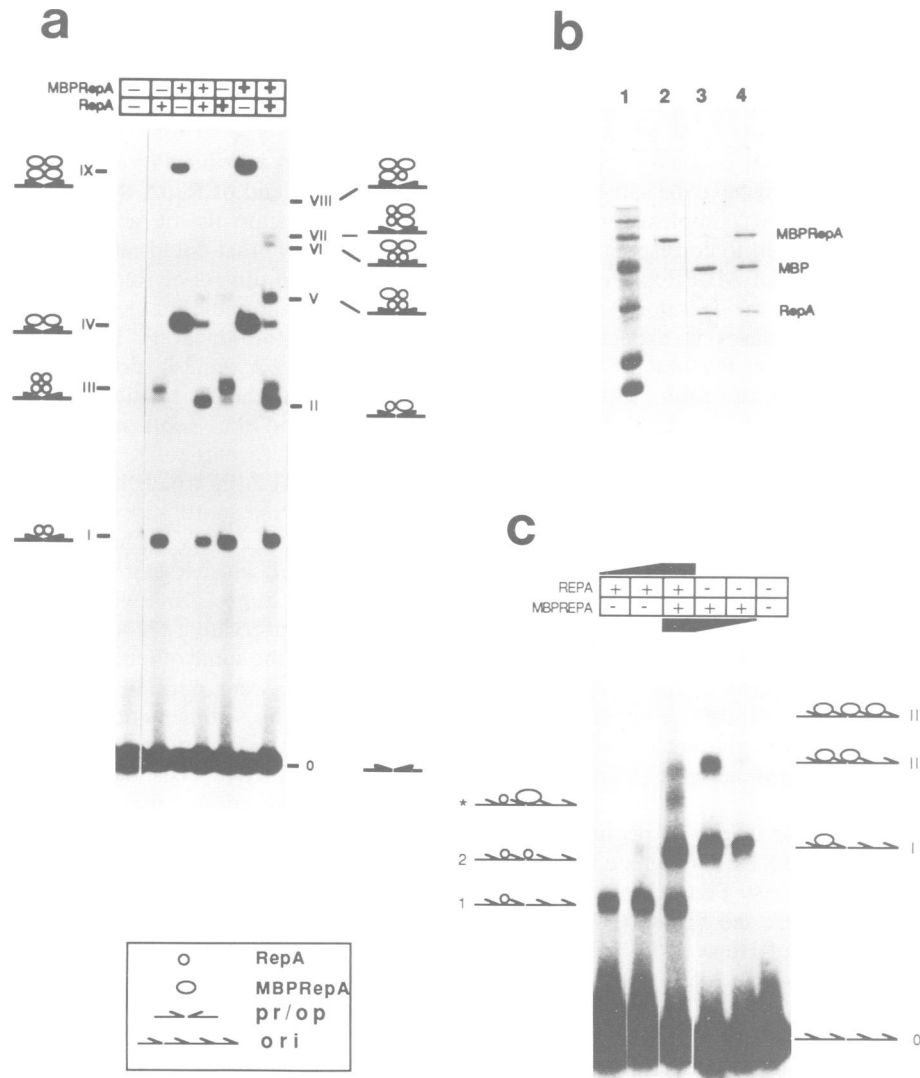 a
MBPRepA – – + + – + +
RepA – + – + + – +
IX
VIII
VII
VI
V
IV
III
II
I
0
b
1 2 3 4
MBPRepA
MBP
RepA
c
REPA + + + - - -
MBPREPA - - + + + -
II
II
*
2
I
1
0
RepA
MBPRepA
pr/op
ori